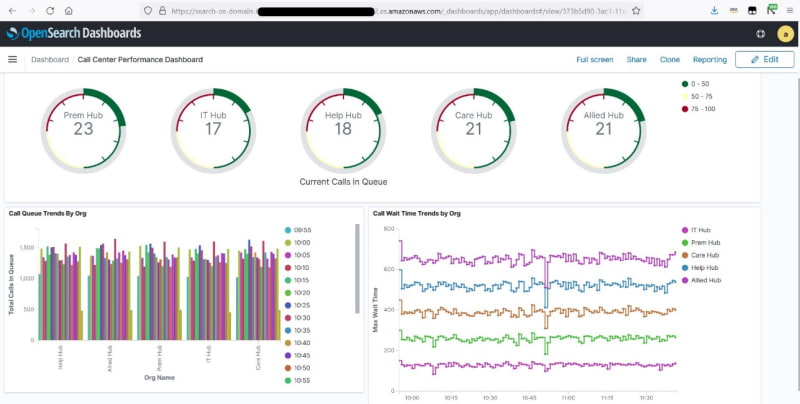 https://search-os-domain-
2.es.amazonaws.com/_dashboards/app/dashboards#/view/373b5d90-3ac1-11e
OpenSearch Dashboards
a
Dashboard
Call Center Performance Dashboard
Full screen
Share
Clone
Reporting
Edit
Prem Hub
23
IT Hub
17
Help Hub
18
Care Hub
21
Allied Hub
21
0 - 50
50 - 75
75 - 100
Current Calls in Queue
Call Queue Trends By Org
Total Calls in Queue
1,500
1,000
500
0
Help Hub
Allied Hub
Prem Hub
IT Hub
Care Hub
Org Name
09:55
10:00
10:05
10:10
10:15
10:20
10:25
10:30
10:35
10:40
10:45
10:50
10:55
Call Wait Time Trends by Org
Max Wait Time
800
600
400
200
0
10:00
10:15
10:30
10:45
11:00
11:15
11:30
IT Hub
Prem Hub
Care Hub
Help Hub
Allied Hub